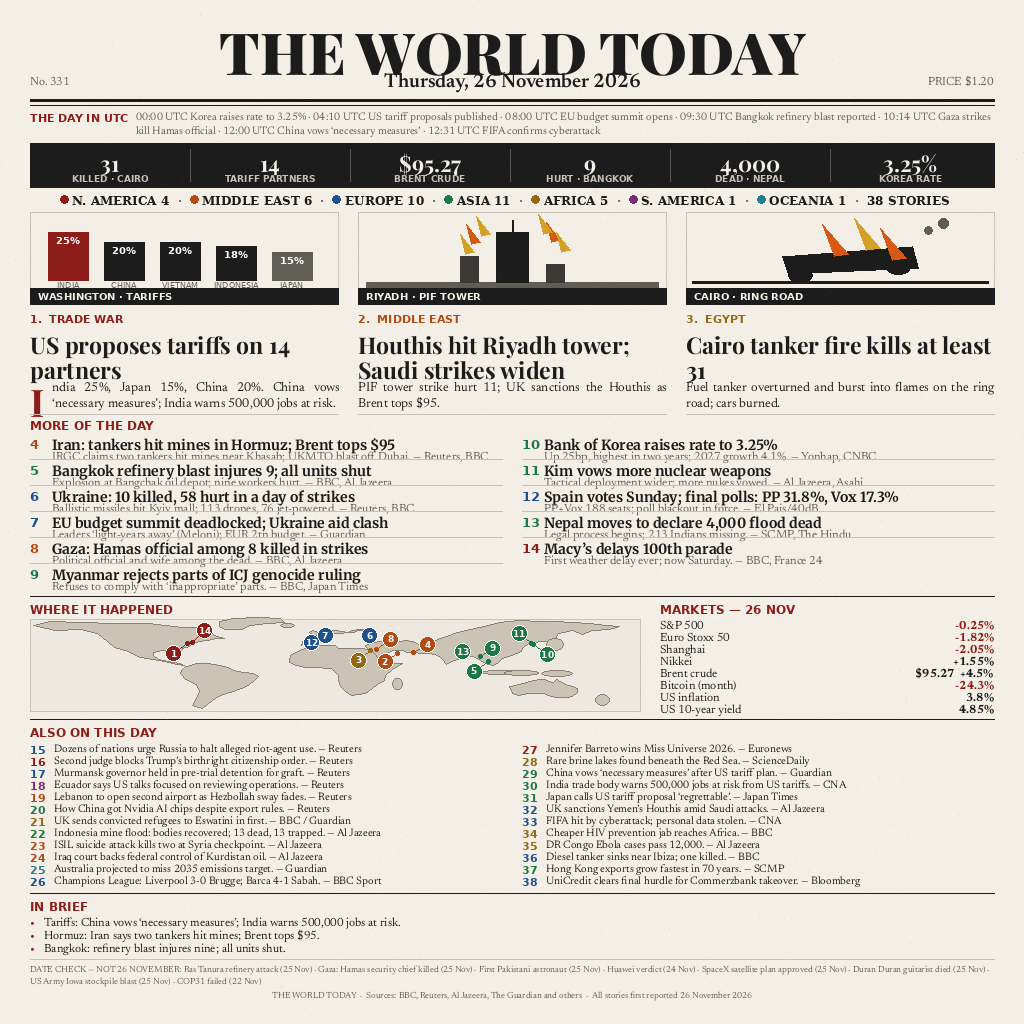 THE WORLD TODAY
No. 331
Thursday, 26 November 2026
PRICE $1.20
THE DAY IN UTC
00:00 UTC Korea raises rate to 3.25% · 04:10 UTC US tariff proposals published · 08:00 UTC EU budget summit opens · 09:30 UTC Bangkok refinery blast reported · 10:14 UTC Gaza strikes
kill Hamas official · 12:00 UTC China vows ‘necessary measures’ · 12:31 UTC FIFA confirms cyberattack
31
KILLED · CAIRO
14
TARIFF PARTNERS
$95.27
BRENT CRUDE
9
HURT · BANGKOK
4,000
DEAD · NEPAL
3.25%
KOREA RATE
N. AMERICA 4 · MIDDLE EAST 6 · EUROPE 10 · ASIA 11 · AFRICA 5 · S. AMERICA 1 · OCEANIA 1 · 38 STORIES
25%
20%
20%
18%
15%
INDIA
CHINA
VIETNAM
INDONESIA
JAPAN
WASHINGTON · TARIFFS
RIYADH · PIF TOWER
CAIRO · RING ROAD
1. TRADE WAR
US proposes tariffs on 14
partners
India 25%, Japan 15%, China 20%. China vows
‘necessary measures’; India warns 500,000 jobs at risk.
2. MIDDLE EAST
Houthis hit Riyadh tower;
Saudi strikes widen
PIF tower strike hurt 11; UK sanctions the Houthis as
Brent tops $95.
3. EGYPT
Cairo tanker fire kills at least
31
Fuel tanker overturned and burst into flames on the ring
road; cars burned.
MORE OF THE DAY
4 Iran: tankers hit mines in Hormuz; Brent tops $95
IRGC claims two tankers hit mines near Khasab; UKMTO blast off Dubai. — Reuters, BBC
5 Bangkok refinery blast injures 9; all units shut
Explosion at Bangchak oil depot; nine workers hurt. — BBC, Al Jazeera
6 Ukraine: 10 killed, 58 hurt in a day of strikes
Ballistic missiles hit Kyiv mall; 113 drones, 76 jet-powered. — Reuters, BBC
7 EU budget summit deadlocked; Ukraine aid clash
Leaders ‘light-years away’ (Meloni); EUR 2tn budget. — Guardian
8 Gaza: Hamas official among 8 killed in strikes
Political official and wife among the dead. — BBC, Al Jazeera
9 Myanmar rejects parts of ICJ genocide ruling
Refuses to comply with ‘inappropriate’ parts. — BBC, Japan Times
10 Bank of Korea raises rate to 3.25%
Up 25bp, highest in two years; 2027 growth 4.1%. — Yonhap, CNBC
11 Kim vows more nuclear weapons
Tactical deployment wider; more nukes vowed. — Al Jazeera, Asahi
12 Spain votes Sunday; final polls: PP 31.8%, Vox 17.3%
PP+Vox 188 seats; poll blackout in force. — El Pais/40dB
13 Nepal moves to declare 4,000 flood dead
Legal process begins; 213 Indians missing. — SCMP, The Hindu
14 Macy’s delays 100th parade
First weather delay ever; now Saturday. — BBC, France 24
WHERE IT HAPPENED
14
1
12
7
6
8
3
2
4
13
9
5
11
10
MARKETS — 26 NOV
S&P 500 -0.25%
Euro Stoxx 50 -1.82%
Shanghai -2.05%
Nikkei +1.55%
Brent crude $95.27 +4.5%
Bitcoin (month) -24.3%
US inflation 3.8%
US 10-year yield 4.85%
ALSO ON THIS DAY
15 Dozens of nations urge Russia to halt alleged riot-agent use. — Reuters
16 Second judge blocks Trump’s birthright citizenship order. — Reuters
17 Murmansk governor held in pre-trial detention for graft. — Reuters
18 Ecuador says US talks focused on reviewing operations. — Reuters
19 Lebanon to open second airport as Hezbollah sway fades. — Reuters
20 How China got Nvidia AI chips despite export rules. — Reuters
21 UK sends convicted refugees to Eswatini in first. — BBC / Guardian
22 Indonesia mine flood: bodies recovered; 13 dead, 13 trapped. — Al Jazeera
23 ISIL suicide attack kills two at Syria checkpoint. — Al Jazeera
24 Iraq court backs federal control of Kurdistan oil. — Al Jazeera
25 Australia projected to miss 2035 emissions target. — Guardian
26 Champions League: Liverpool 3-0 Brugge; Barca 4-1 Sabah. — BBC Sport
27 Jennifer Barreto wins Miss Universe 2026. — Euronews
28 Rare brine lakes found beneath the Red Sea. — ScienceDaily
29 China vows ‘necessary measures’ after US tariff plan. — Guardian
30 India trade body warns 500,000 jobs at risk from US tariffs. — CNA
31 Japan calls US tariff proposal ‘regrettable’. — Japan Times
32 UK sanctions Yemen’s Houthis amid Saudi attacks. — Al Jazeera
33 FIFA hit by cyberattack; personal data stolen. — CNA
34 Cheaper HIV prevention jab reaches Africa. — BBC
35 DR Congo Ebola cases pass 12,000. — Al Jazeera
36 Diesel tanker sinks near Ibiza; one killed. — BBC
37 Hong Kong exports grow fastest in 70 years. — SCMP
38 UniCredit clears final hurdle for Commerzbank takeover. — Bloomberg
IN BRIEF
• Tariffs: China vows ‘necessary measures’; India warns 500,000 jobs at risk.
• Hormuz: Iran says two tankers hit mines; Brent tops $95.
• Bangkok: refinery blast injures nine; all units shut.
DATE CHECK — NOT 26 NOVEMBER: Ras Tanura refinery attack (25 Nov) · Gaza: Hamas security chief killed (25 Nov) · First Pakistani astronaut (25 Nov) · Huawei verdict (24 Nov) · SpaceX satellite plan approved (25 Nov) · Duran Duran guitarist died (25 Nov) ·
US Army Iowa stockpile blast (25 Nov) · COP31 failed (22 Nov)
THE WORLD TODAY · Sources: BBC, Reuters, Al Jazeera, The Guardian and others · All stories first reported 26 November 2026